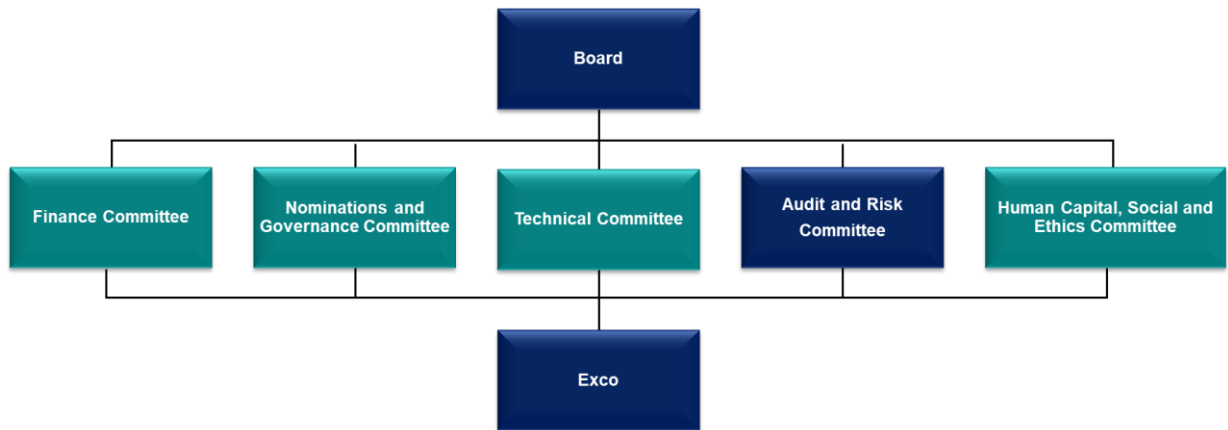 Board
Finance Committee
Nominations and
Governance Committee
Technical Committee
Audit and Risk
Committee
Human Capital, Social and
Ethics Committee
Exco